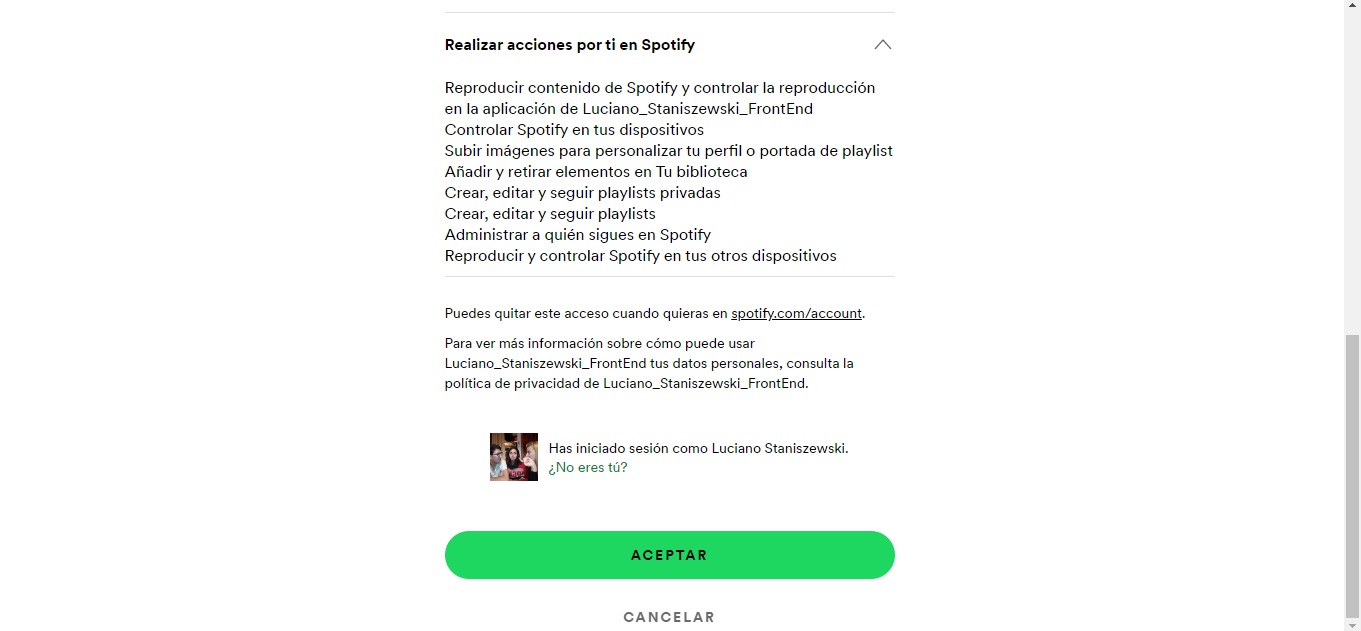 Realizar acciones por ti en Spotify
Reproducir contenido de Spotify y controlar la reproducción
en la aplicación de Luciano_Staniszewski_FrontEnd
Controlar Spotify en tus dispositivos
Subir imágenes para personalizar tu perfil o portada de playlist
Añadir y retirar elementos en Tu biblioteca
Crear, editar y seguir playlists privadas
Crear, editar y seguir playlists
Administrar a quién sigues en Spotify
Reproducir y controlar Spotify en tus otros dispositivos
Puedes quitar este acceso cuando quieras en spotify.com/account.
Para ver más información sobre cómo puede usar
Luciano_Staniszewski_FrontEnd tus datos personales, consulta la
política de privacidad de Luciano_Staniszewski_FrontEnd.
Has iniciado sesión como Luciano Staniszewski.
¿No eres tú?
ACEPTAR
CANCELAR